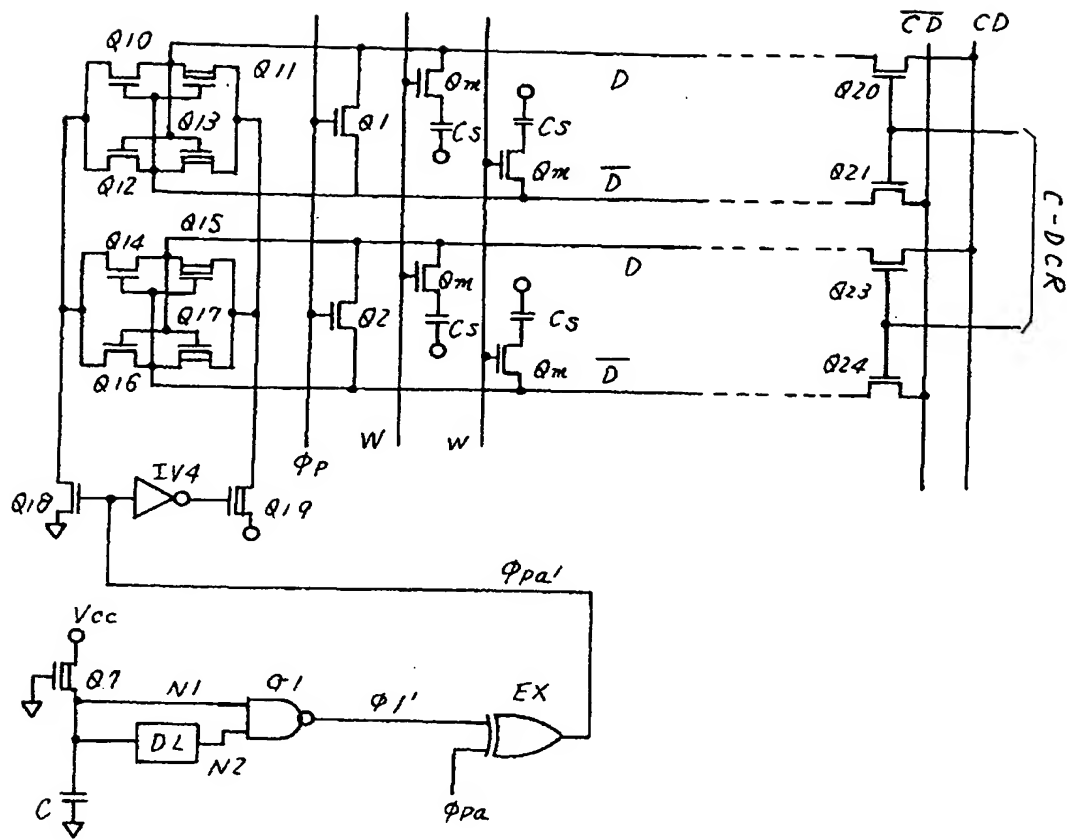 C̅D̅ CD
Q10
Q11
Qm
D
Q20
Q13
Q1
Cs
Cs
Q12
Qm
D̅
Q21
C-DCR
Q14
Q15
D
Qm
Q17
Q2
Cs
Cs
Q23
Q16
Qm
D̅
Q24
W
W
φP
IV4
Q18
Q19
φpa'
Vcc
Q7
N1
G1
φ1'
EX
DL
N2
C
φpa